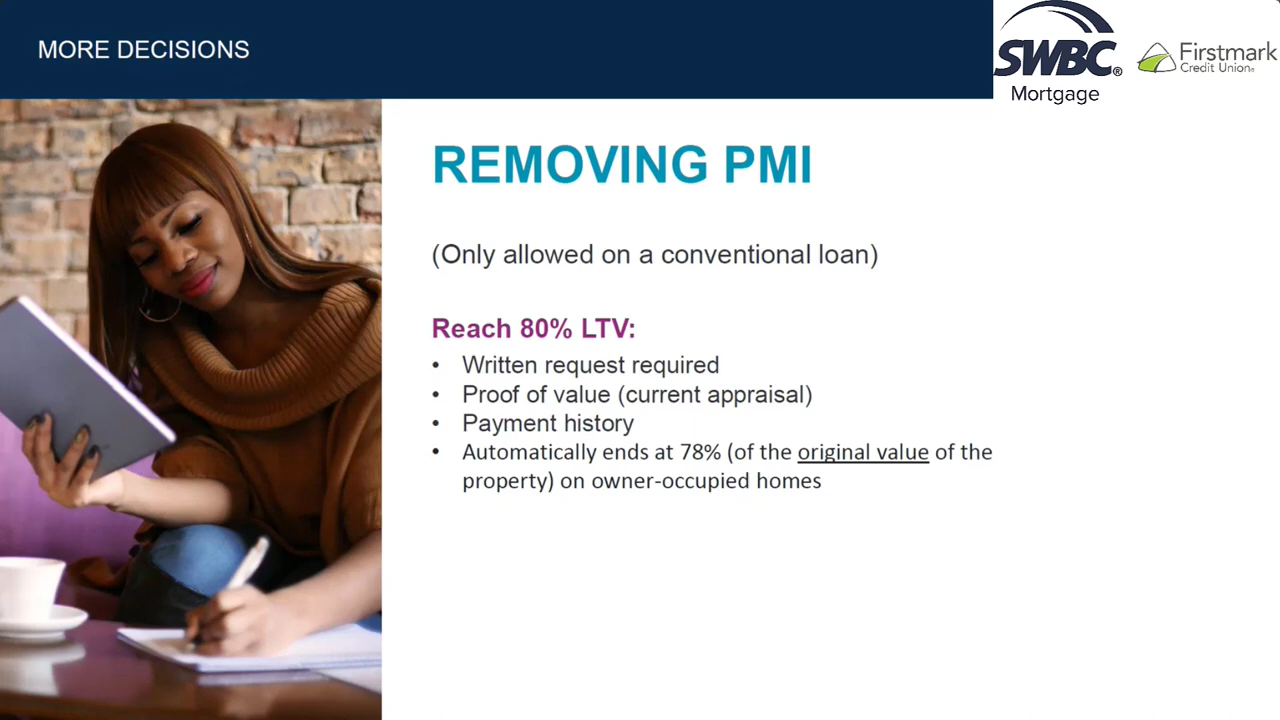 MORE DECISIONS
SWBC®
Mortgage
Firstmark
Credit Union®
REMOVING PMI
(Only allowed on a conventional loan)
Reach 80% LTV:
• Written request required
• Proof of value (current appraisal)
• Payment history
• Automatically ends at 78% (of the original value of the
property) on owner-occupied homes